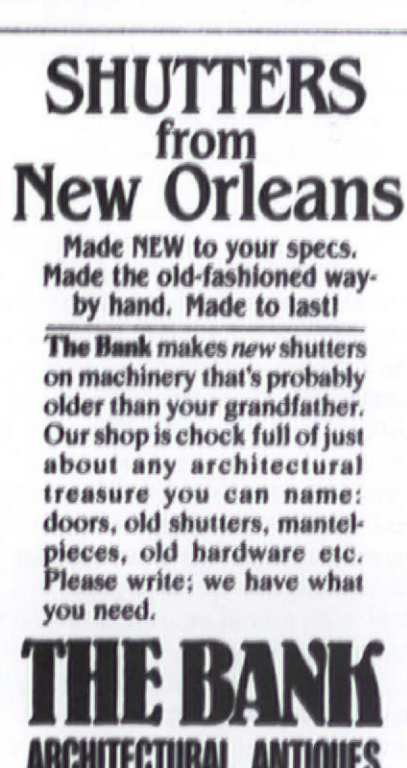 SHUTTERS
from
New Orleans
Made NEW to your specs.
Made the old-fashioned way-
by hand. Made to last!
The Bank makes new shutters
on machinery that's probably
older than your grandfather.
Our shop is chock full of just
about any architectural
treasure you can name:
doors, old shutters, mantel-
pieces, old hardware etc.
Please write; we have what
you need.
THE BANK
ARCHITECTURAL ANTIQUES